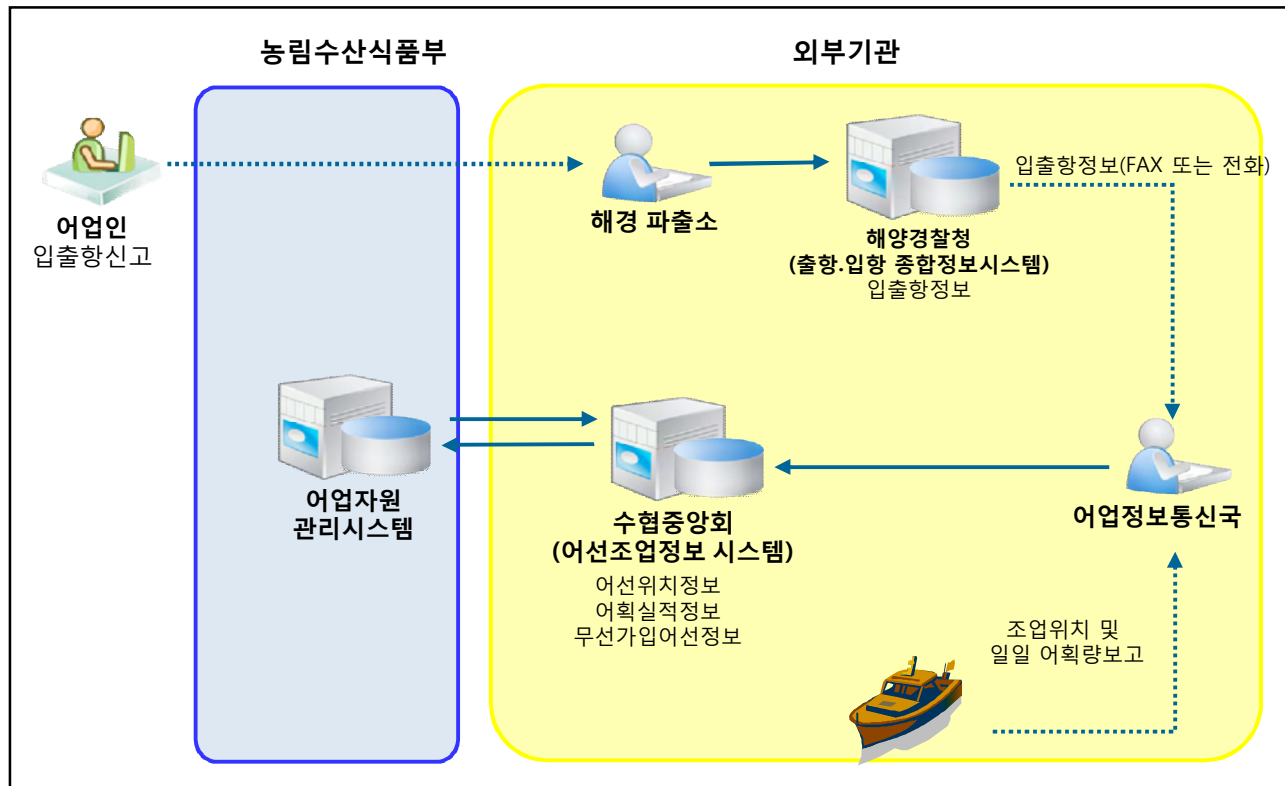 농림수산식품부
외부기관
어업인
입출항신고
해경 파출소
해양경찰청
(출항.입항 종합정보시스템)
입출항정보
입출항정보(FAX 또는 전화)
어업자원
관리시스템
수협중앙회
(어선조업정보 시스템)
어선위치정보
어획실적정보
무선가입어선정보
어업정보통신국
조업위치 및
일일 어획량보고